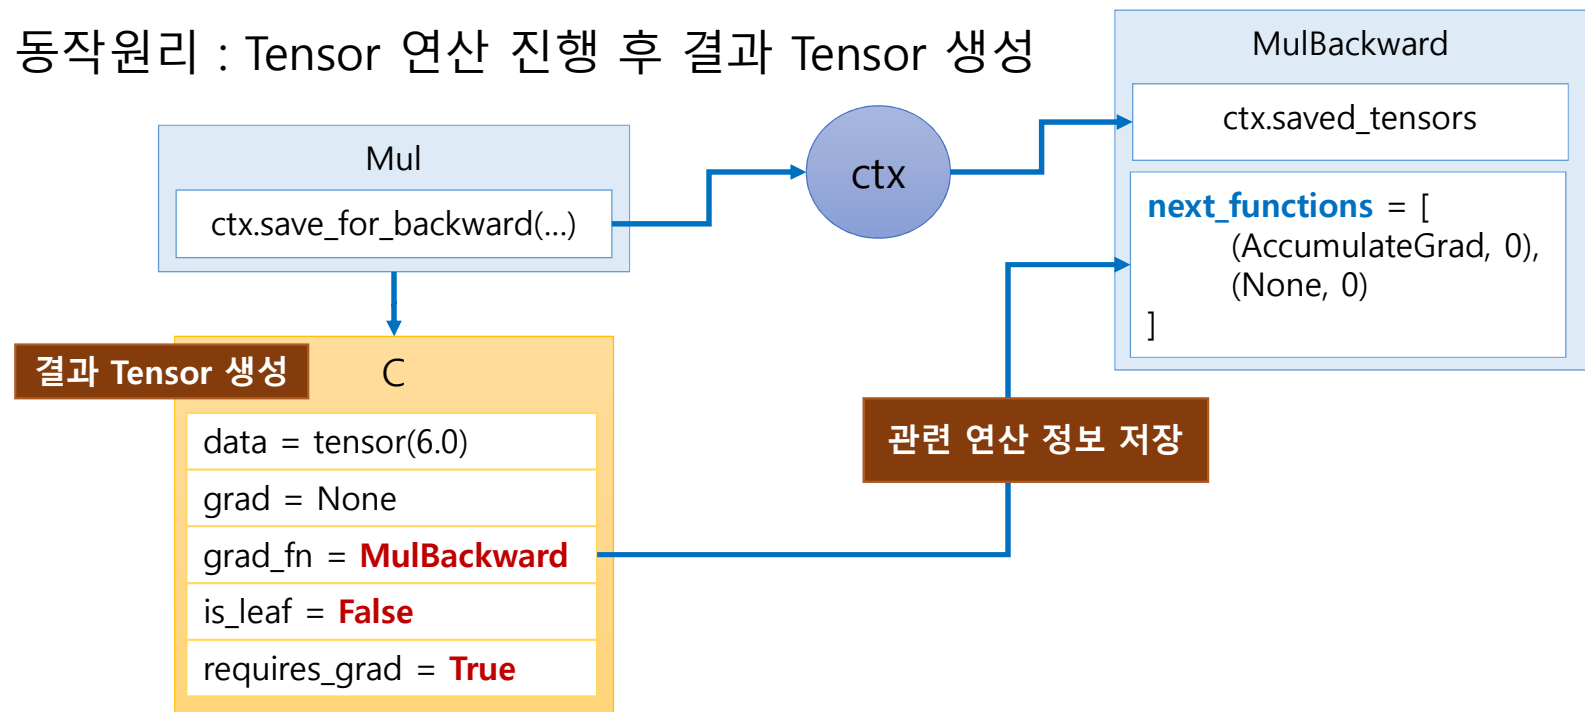 동작원리 : Tensor 연산 진행 후 결과 Tensor 생성
Mul
ctx.save_for_backward(...)
ctx
MulBackward
ctx.saved_tensors
next_functions = [
(AccumulateGrad, 0),
(None, 0)
]
결과 Tensor 생성
C
data = tensor(6.0)
grad = None
grad_fn = MulBackward
is_leaf = False
requires_grad = True
관련 연산 정보 저장